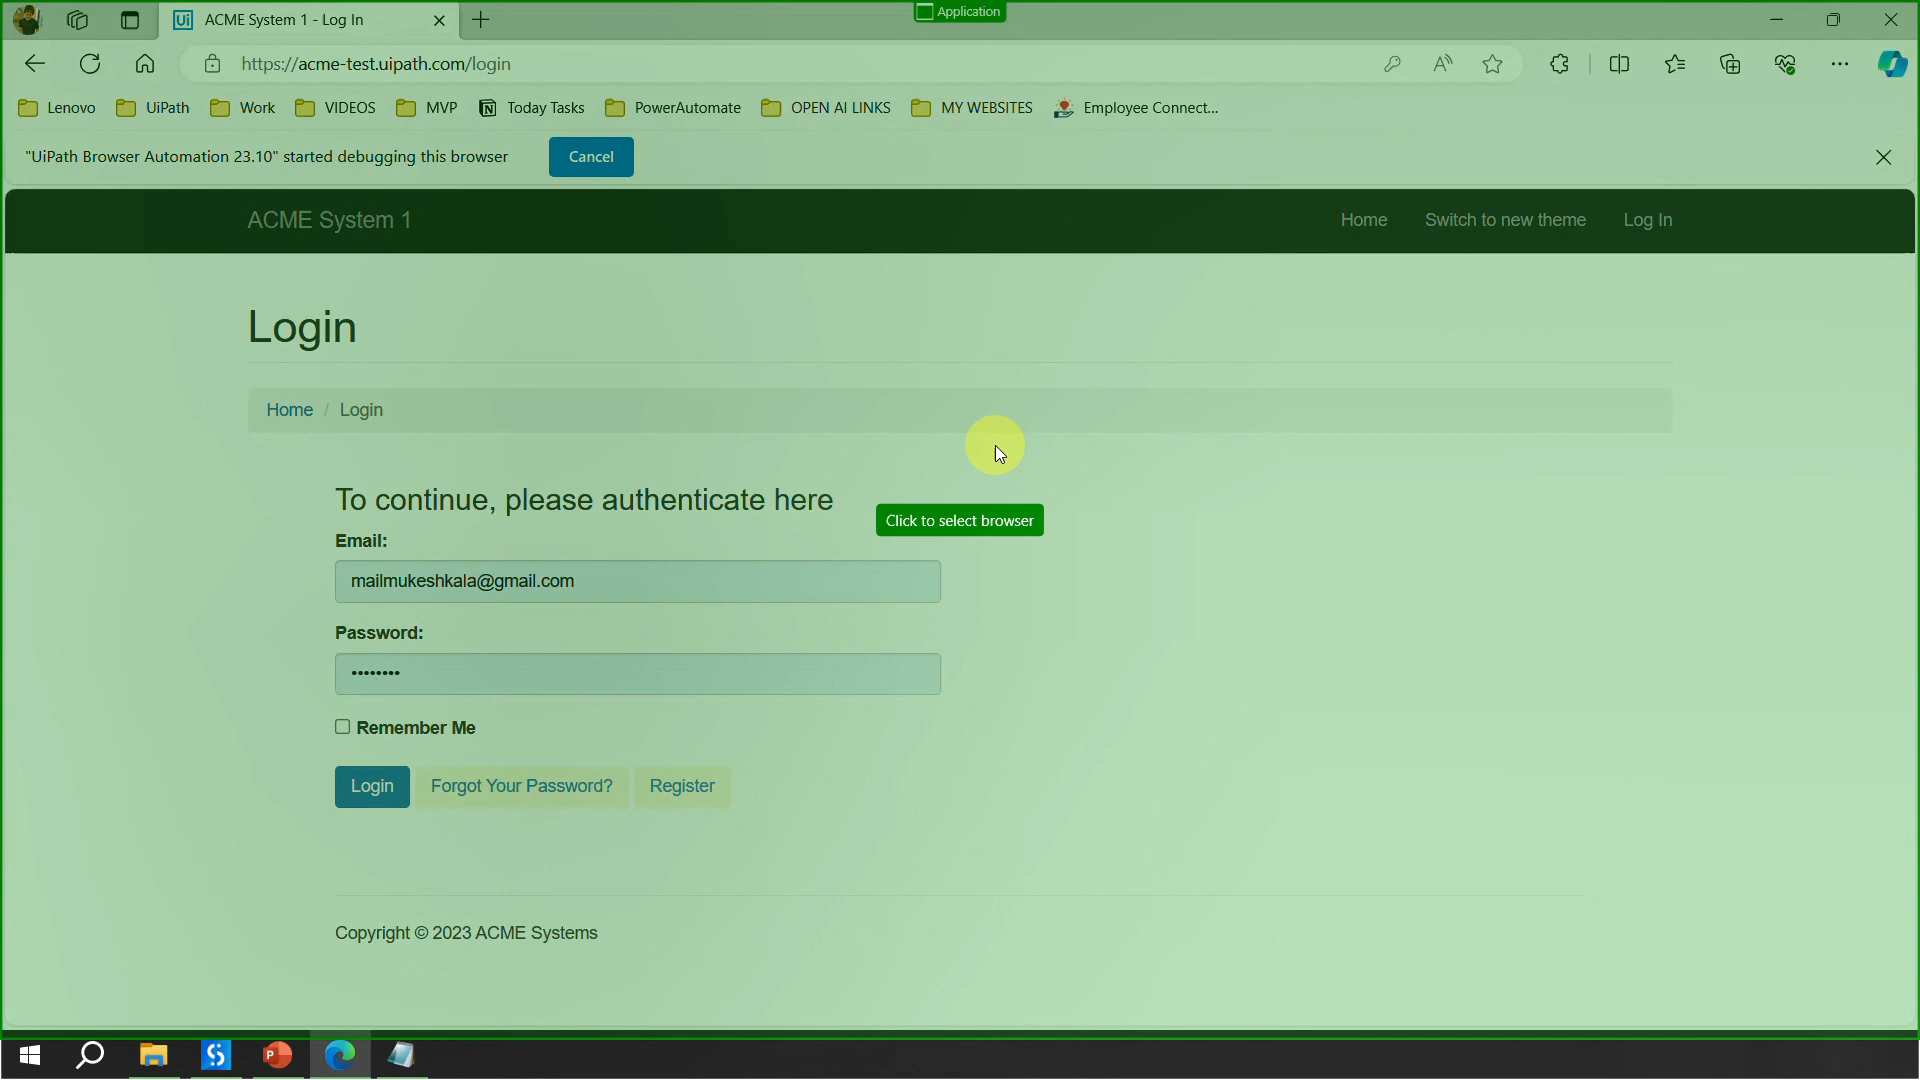 ACME System 1 - Log In
Application
https://acme-test.uipath.com/login
Lenovo UiPath Work VIDEOS MVP Today Tasks PowerAutomate OPEN AI LINKS MY WEBSITES Employee Connect...
"UiPath Browser Automation 23.10" started debugging this browser Cancel
ACME System 1 Home Switch to new theme Log In
Login
Home / Login
To continue, please authenticate here
Click to select browser
Email:
mailmukeshkala@gmail.com
Password:
••••••••
Remember Me
Login Forgot Your Password? Register
Copyright © 2023 ACME Systems